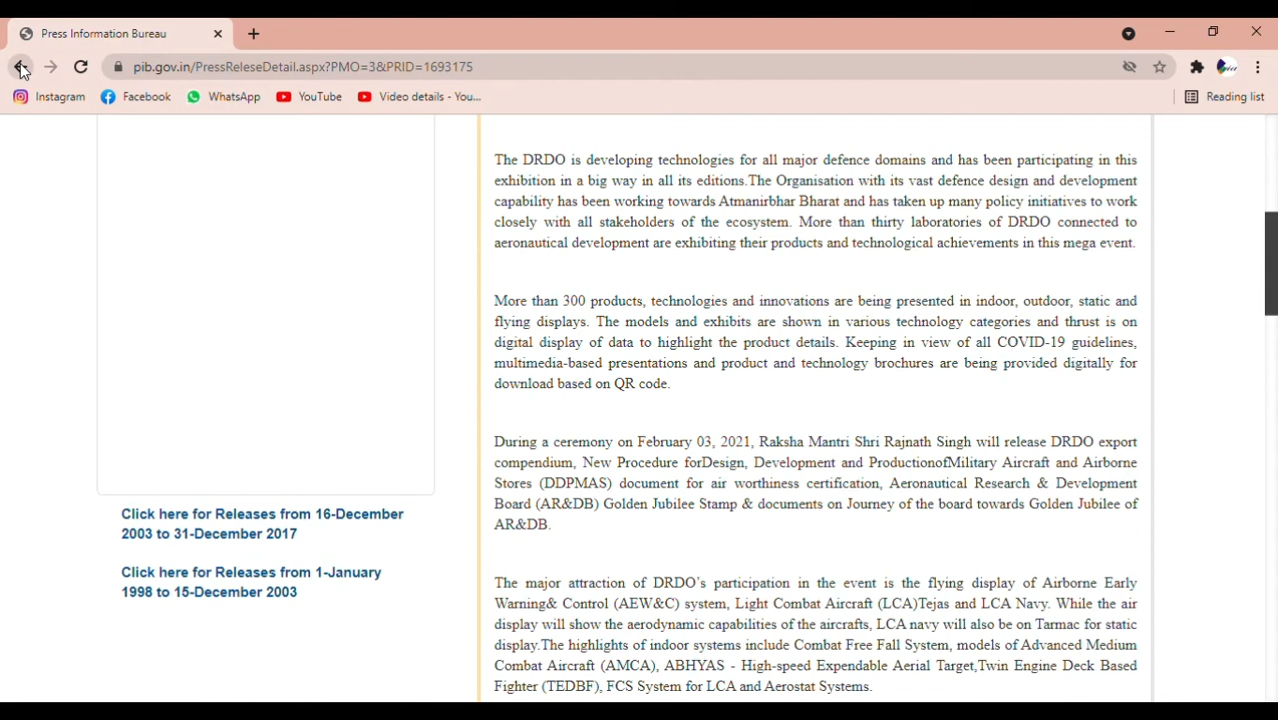 Press Information Bureau
pib.gov.in/PressReleseDetail.aspx?PMO=3&PRID=1693175
Instagram Facebook WhatsApp YouTube Video details - You... Reading list
The DRDO is developing technologies for all major defence domains and has been participating in this
exhibition in a big way in all its editions.The Organisation with its vast defence design and development
capability has been working towards Atmanirbhar Bharat and has taken up many policy initiatives to work
closely with all stakeholders of the ecosystem. More than thirty laboratories of DRDO connected to
aeronautical development are exhibiting their products and technological achievements in this mega event.
More than 300 products, technologies and innovations are being presented in indoor, outdoor, static and
flying displays. The models and exhibits are shown in various technology categories and thrust is on
digital display of data to highlight the product details. Keeping in view of all COVID-19 guidelines,
multimedia-based presentations and product and technology brochures are being provided digitally for
download based on QR code.
During a ceremony on February 03, 2021, Raksha Mantri Shri Rajnath Singh will release DRDO export
compendium, New Procedure forDesign, Development and ProductionofMilitary Aircraft and Airborne
Stores (DDPMAS) document for air worthiness certification, Aeronautical Research & Development
Board (AR&DB) Golden Jubilee Stamp & documents on Journey of the board towards Golden Jubilee of
AR&DB.
The major attraction of DRDO's participation in the event is the flying display of Airborne Early
Warning& Control (AEW&C) system, Light Combat Aircraft (LCA)Tejas and LCA Navy. While the air
display will show the aerodynamic capabilities of the aircrafts, LCA navy will also be on Tarmac for static
display.The highlights of indoor systems include Combat Free Fall System, models of Advanced Medium
Combat Aircraft (AMCA), ABHYAS - High-speed Expendable Aerial Target,Twin Engine Deck Based
Fighter (TEDBF), FCS System for LCA and Aerostat Systems.
Click here for Releases from 16-December
2003 to 31-December 2017
Click here for Releases from 1-January
1998 to 15-December 2003